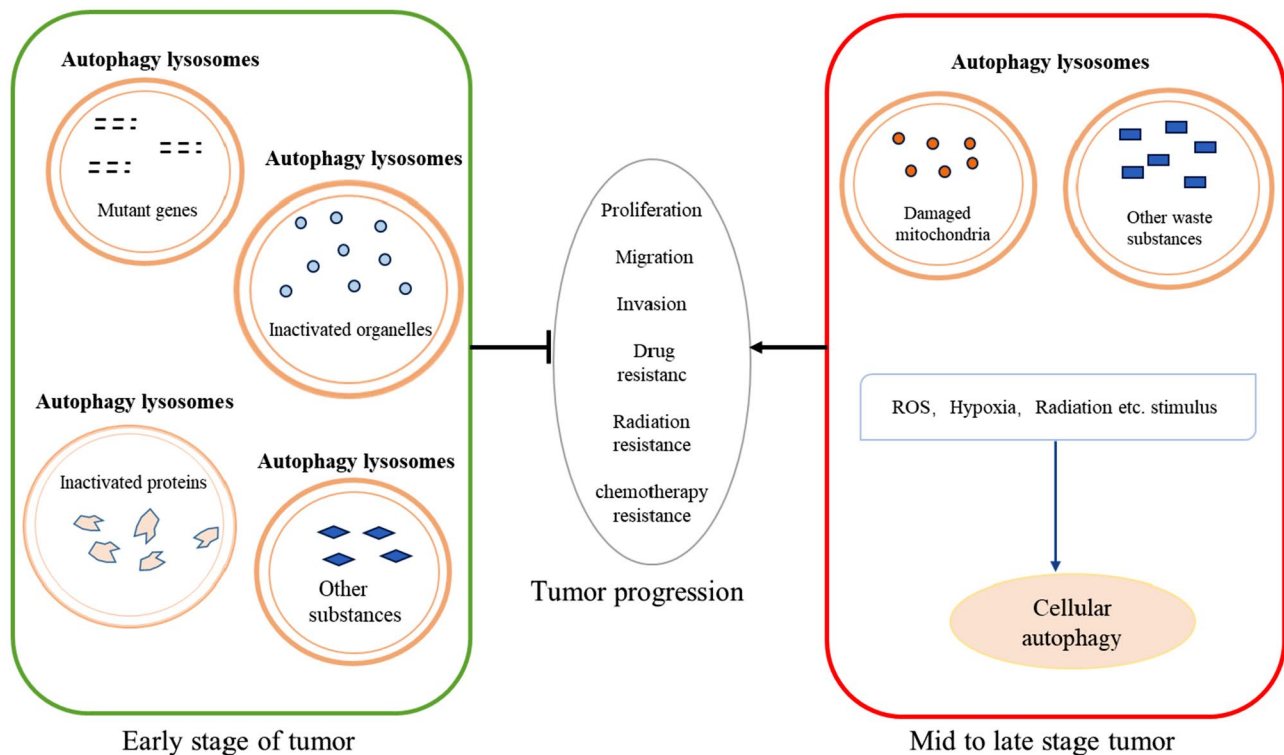 Autophagy lysosomes
Mutant genes
Autophagy lysosomes
Inactivated organelles
Autophagy lysosomes
Inactivated proteins
Autophagy lysosomes
Other
substances
Early stage of tumor
Proliferation
Migration
Invasion
Drug
resistanc
Radiation
resistance
chemotherapy
resistance
Tumor progression
Autophagy lysosomes
Damaged
mitochondria
Other waste
substances
ROS, Hypoxia, Radiation etc. stimulus
Cellular
autophagy
Mid to late stage tumor